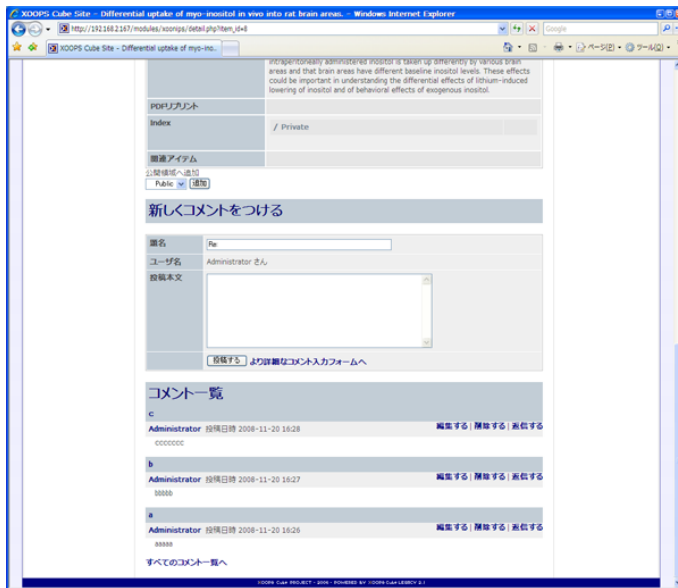 XOOPS Cube Site - Differential uptake of myo-inositol in vivo into rat brain areas. - Windows Internet Explorer
http://192.168.2.167/modules/xoonips/detail.php?item_id=8
Google
XOOPS Cube Site - Differential uptake of myo-ino...
ページ(P)
ツール(O)
intraperitoneally administered inositol is taken up differently by various brain
areas and that brain areas have different baseline inositol levels. These effects
could be important in understanding the differential effects of lithium-induced
lowering of inositol and of behavioral effects of exogenous inositol.
PDFリプリント
Index
/ Private
関連アイテム
公開領域へ追加
Public 追加
新しくコメントをつける
題名 Re:
ユーザ名 Administrator さん
投稿本文
投稿する より詳細なコメント入力フォームへ
コメント一覧
c
Administrator 投稿日時 2008-11-20 16:28 編集する | 削除する | 返信する
ccccccc
b
Administrator 投稿日時 2008-11-20 16:27 編集する | 削除する | 返信する
bbbbb
a
Administrator 投稿日時 2008-11-20 16:26 編集する | 削除する | 返信する
aaaaa
すべてのコメント一覧へ
XOOPS Cube PROJECT - 2006 - POWERED BY XOOPS Cube LEGACY 2.1